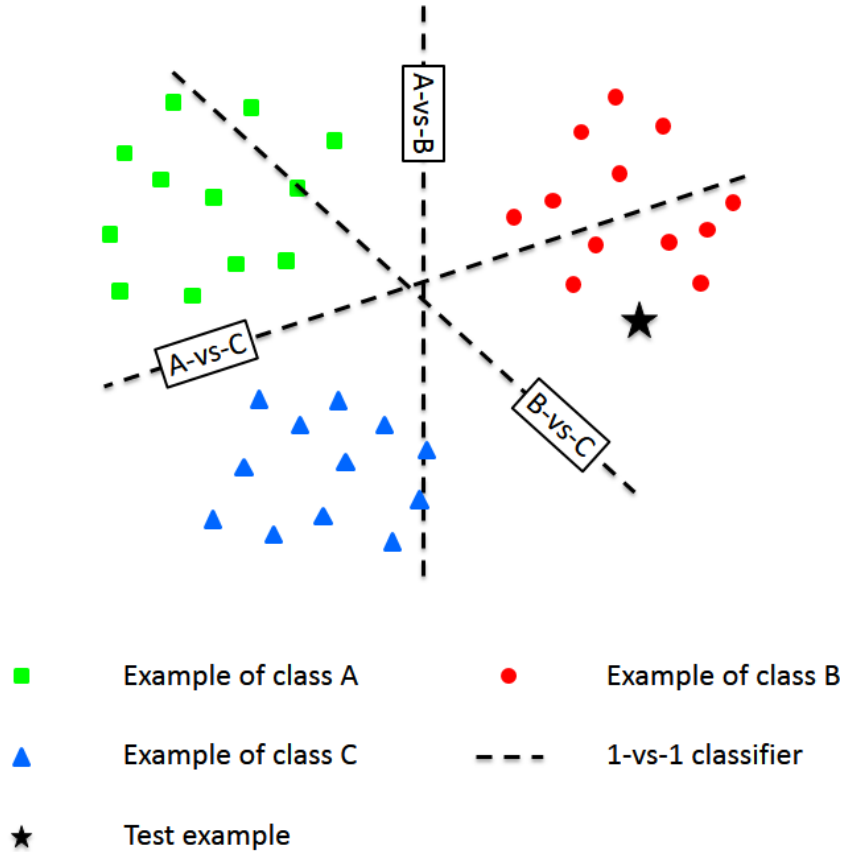 A-vs-B
A-vs-C
B-vs-C
Example of class A
Example of class B
Example of class C
1-vs-1 classifier
Test example